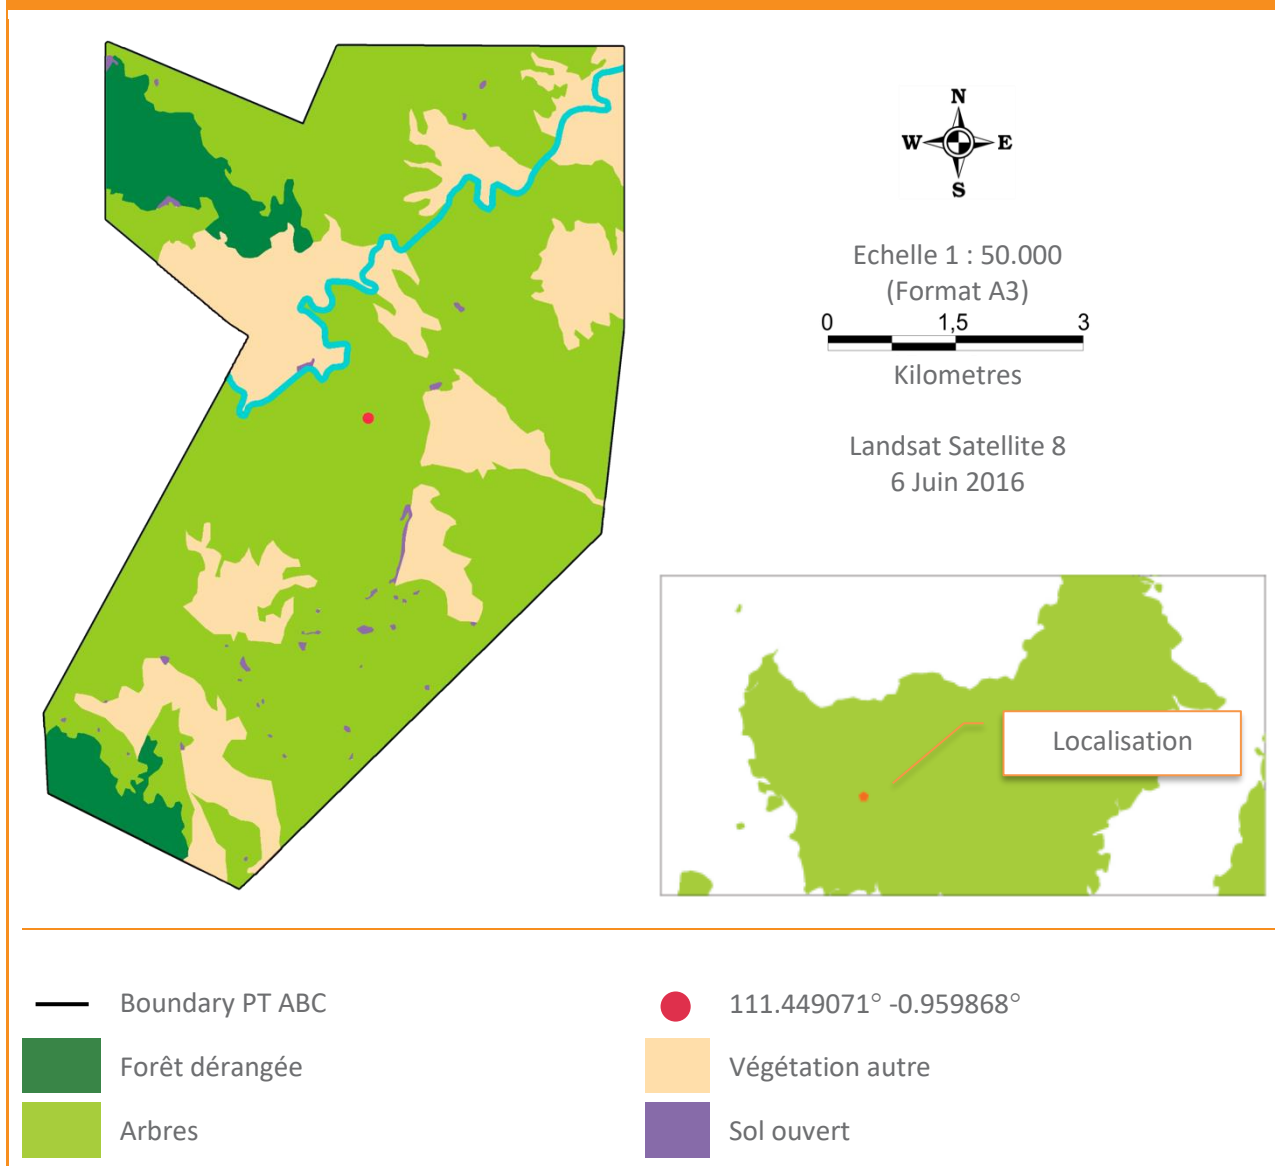 N
W E
S
Echelle 1 : 50.000
(Format A3)
0 1,5 3
Kilometres
Landsat Satellite 8
6 Juin 2016
Localisation
Boundary PT ABC
111.449071° -0.959868°
Forêt dérangée
Végétation autre
Arbres
Sol ouvert